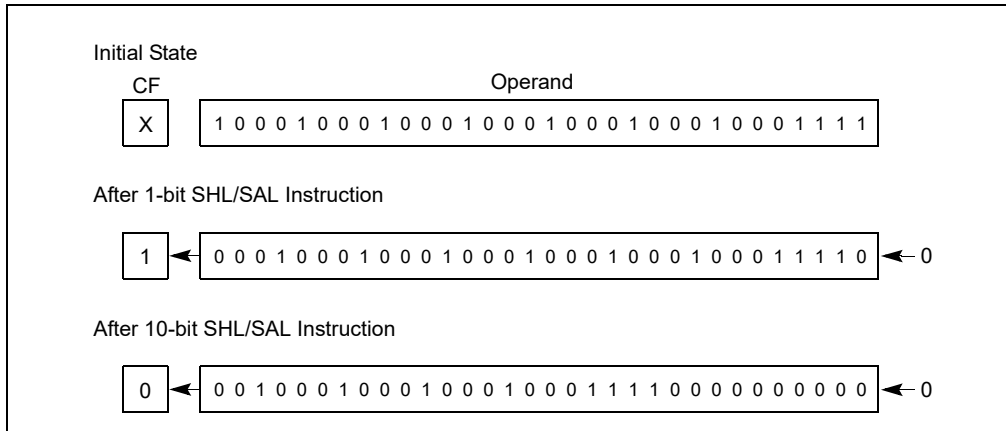 Initial State
CF Operand
X 1 0 0 0 1 0 0 0 1 0 0 0 1 0 0 0 1 0 0 0 1 0 0 0 1 0 0 0 1 1 1 1
After 1-bit SHL/SAL Instruction
1 0 0 0 1 0 0 0 1 0 0 0 1 0 0 0 1 0 0 0 1 0 0 0 1 0 0 0 1 1 1 1 0 0
After 10-bit SHL/SAL Instruction
0 0 0 1 0 0 0 1 0 0 0 1 0 0 0 1 0 0 0 1 1 1 1 0 0 0 0 0 0 0 0 0 0 0